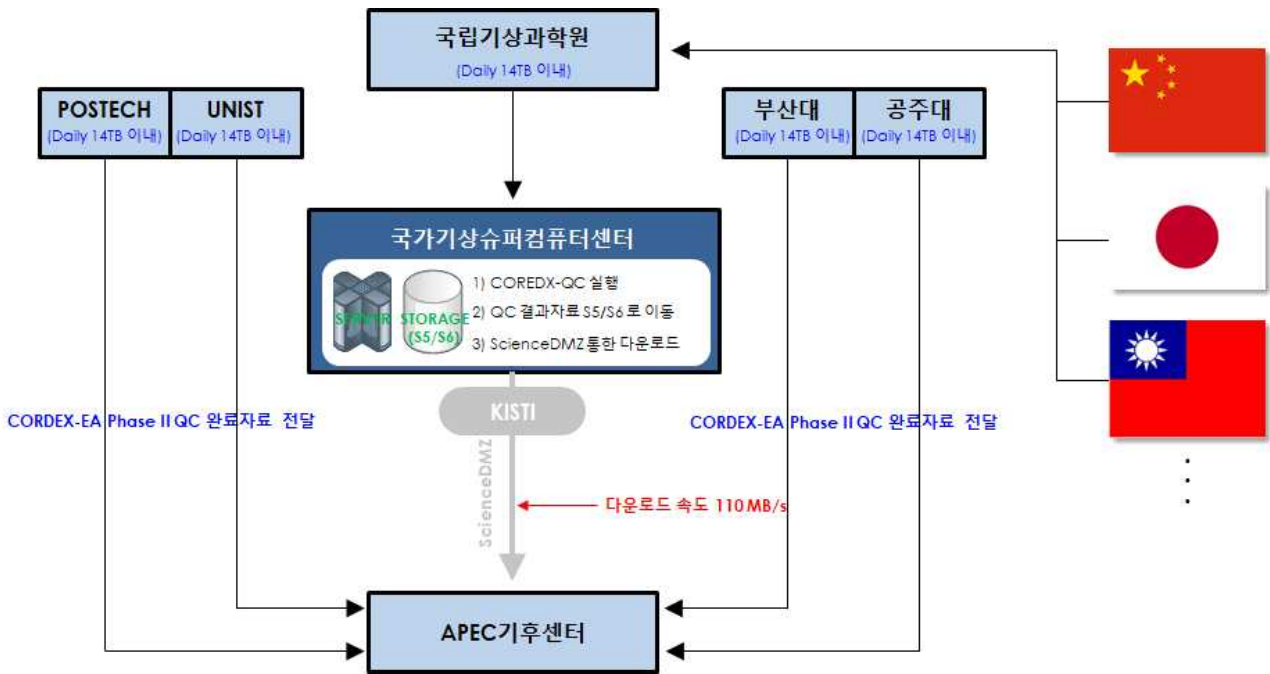 국립기상과학원
(Daily 14TB 이내)
POSTECH
(Daily 14TB 이내)
UNIST
(Daily 14TB 이내)
부산대
(Daily 14TB 이내)
공주대
(Daily 14TB 이내)
국가기상슈퍼컴퓨터센터
SERVER
STORAGE
(S5/S6)
1) COREDX-QC 실행
2) QC 결과자료 S5/S6 로 이동
3) ScienceDMZ 통한 다운로드
KISTI
CORDEX-EA Phase II QC 완료자료 전달
CORDEX-EA Phase II QC 완료자료 전달
ScienceDMZ
다운로드 속도 110 MB/s
APEC기후센터